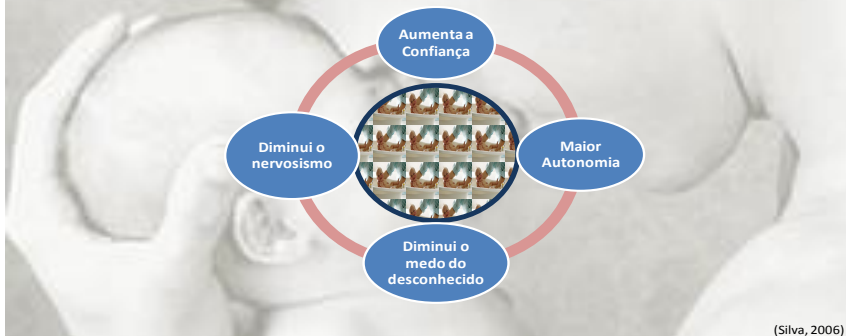 Aumenta a
Confiança
Diminui o
nervosismo
Maior
Autonomia
Diminui o
medo do
desconhecido
(Silva, 2006)